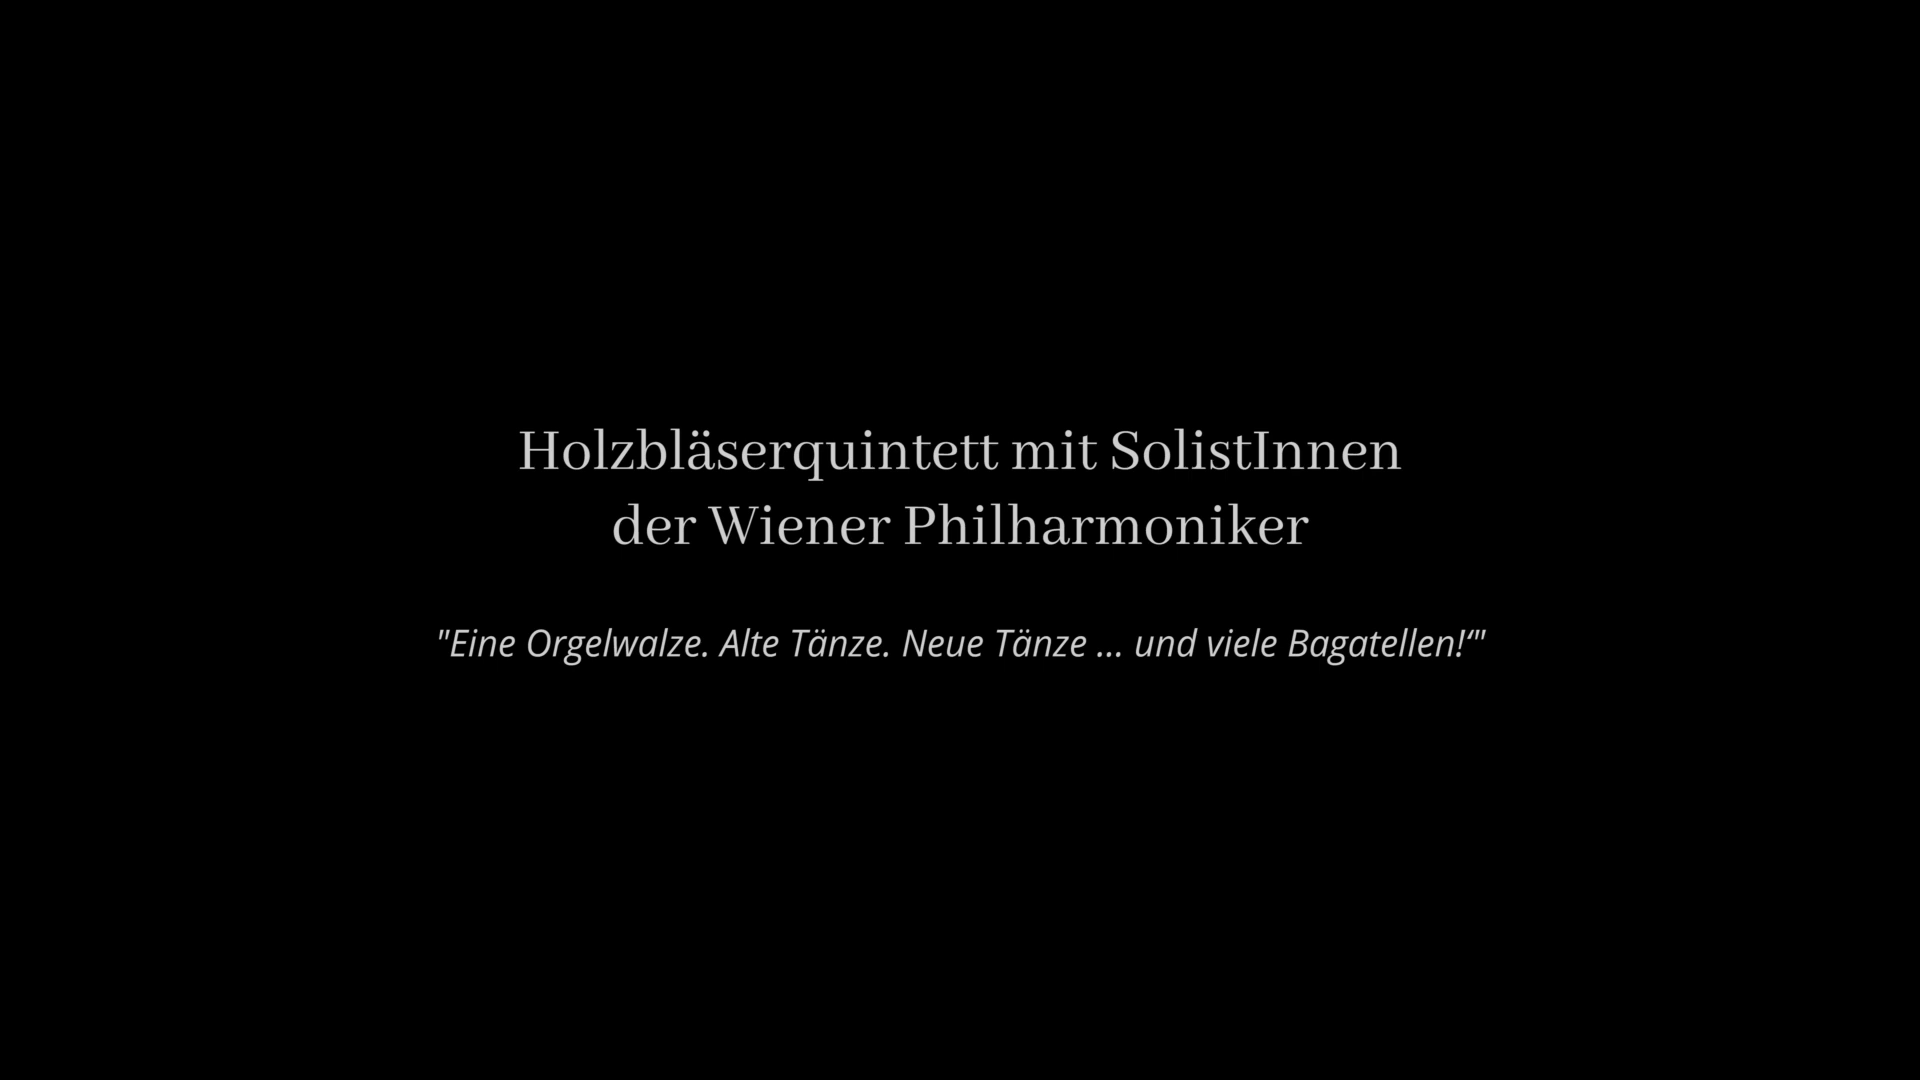 Holzbläserquintett mit SolistInnen
der Wiener Philharmoniker
"Eine Orgelwalze. Alte Tänze. Neue Tänze ... und viele Bagatellen!“"